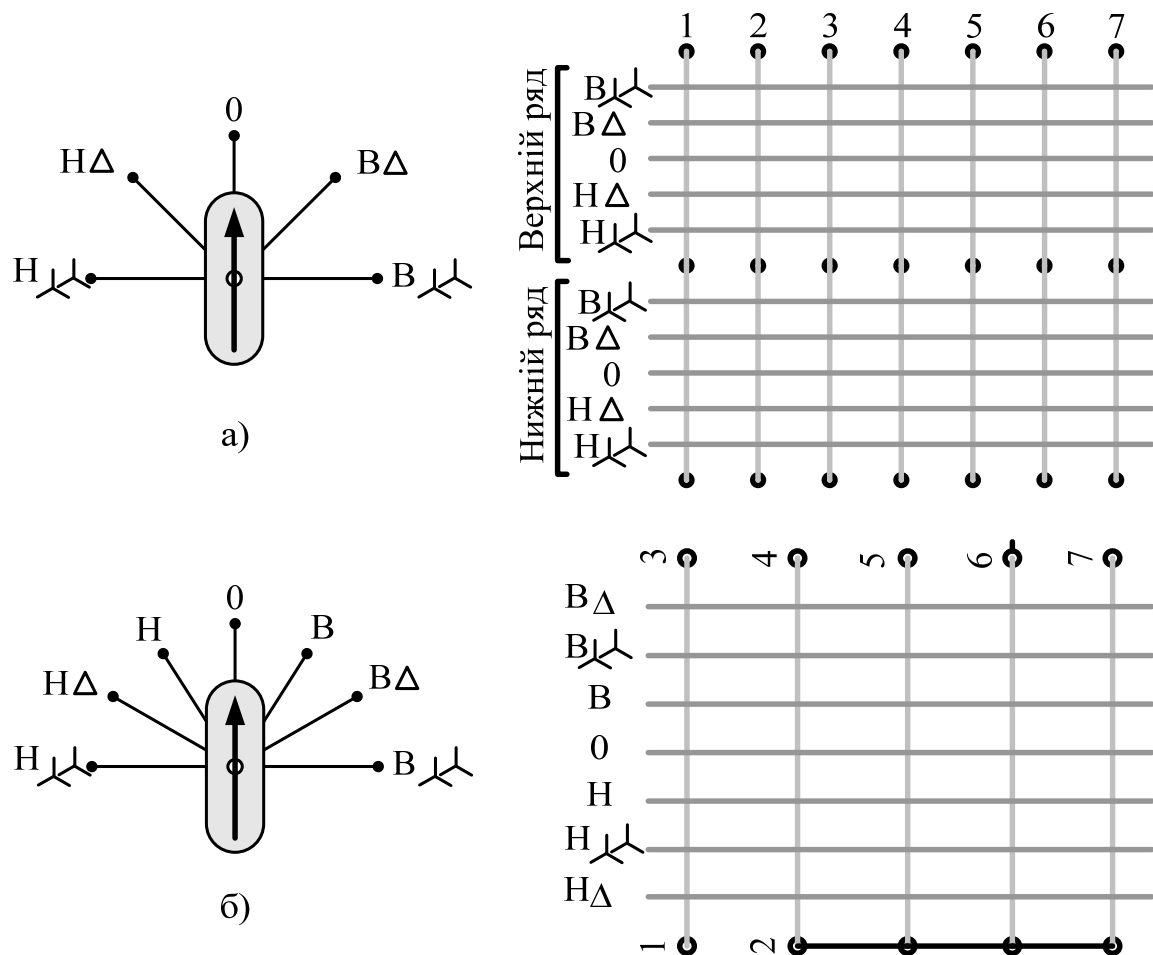 0
НΔ
ВΔ
Н
В
а)
1 2 3 4 5 6 7
Верхній ряд
В
ВΔ
0
НΔ
Н
Нижній ряд
В
ВΔ
0
НΔ
Н
0
Н
В
НΔ
ВΔ
Н
В
б)
3 4 5 6 7
ВΔ
В
В
0
Н
Н
НΔ
1 2